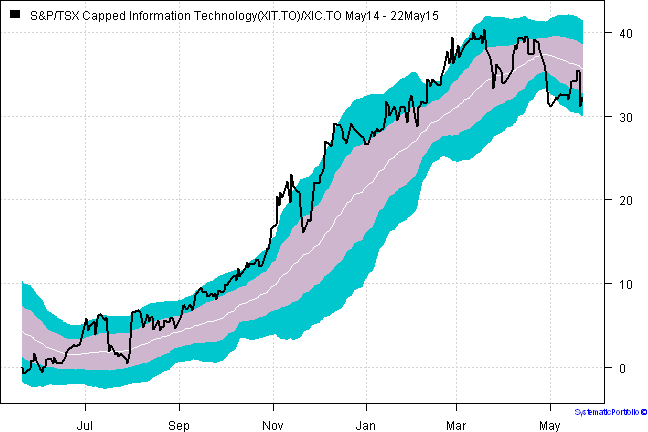 S&P/TSX Capped Information Technology(XIT.TO)/XIC.TO May14 - 22May15
40
30
20
10
0
Jul Sep Nov Jan Mar May
SystematicPortfolio ©